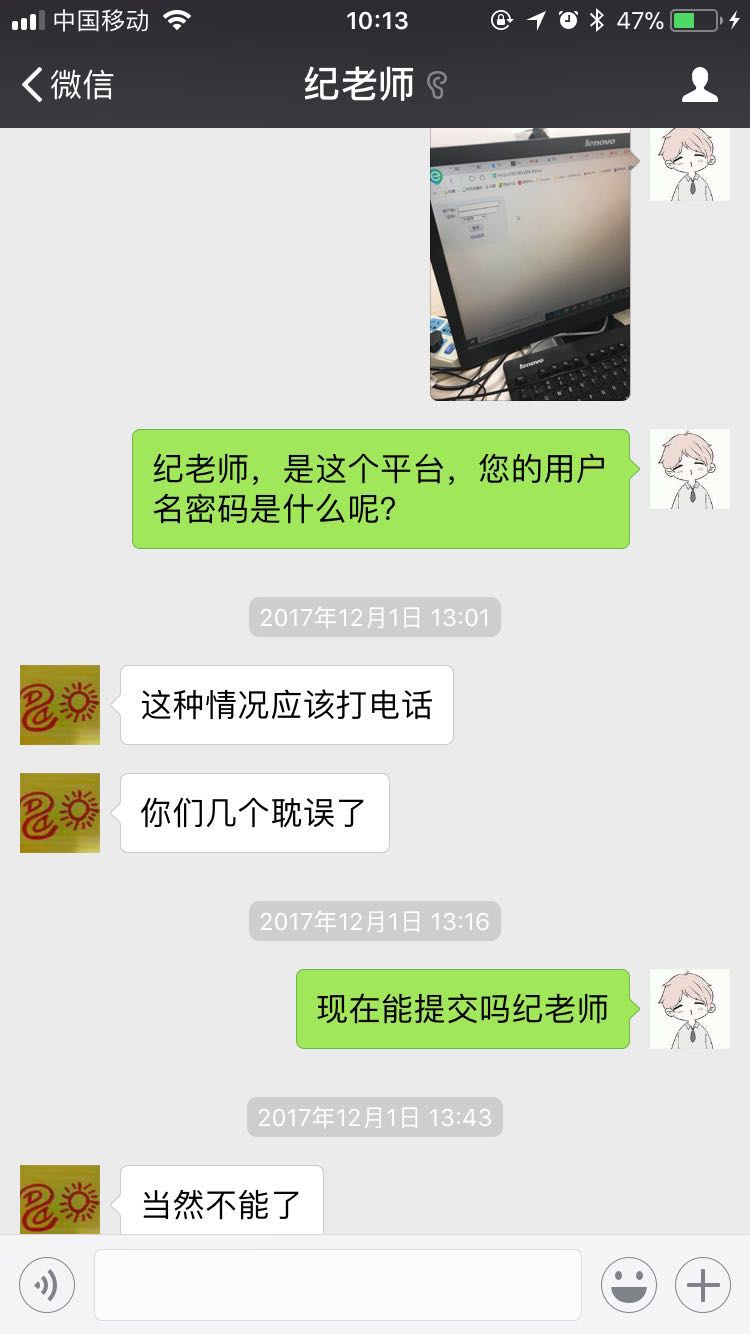 中国移动
10:13
47%
微信
纪老师
lenovo
lenovo
纪老师，是这个平台，您的用户
名密码是什么呢？
2017年12月1日 13:01
这种情况应该打电话
你们几个耽误了
2017年12月1日 13:16
现在能提交吗纪老师
2017年12月1日 13:43
当然不能了